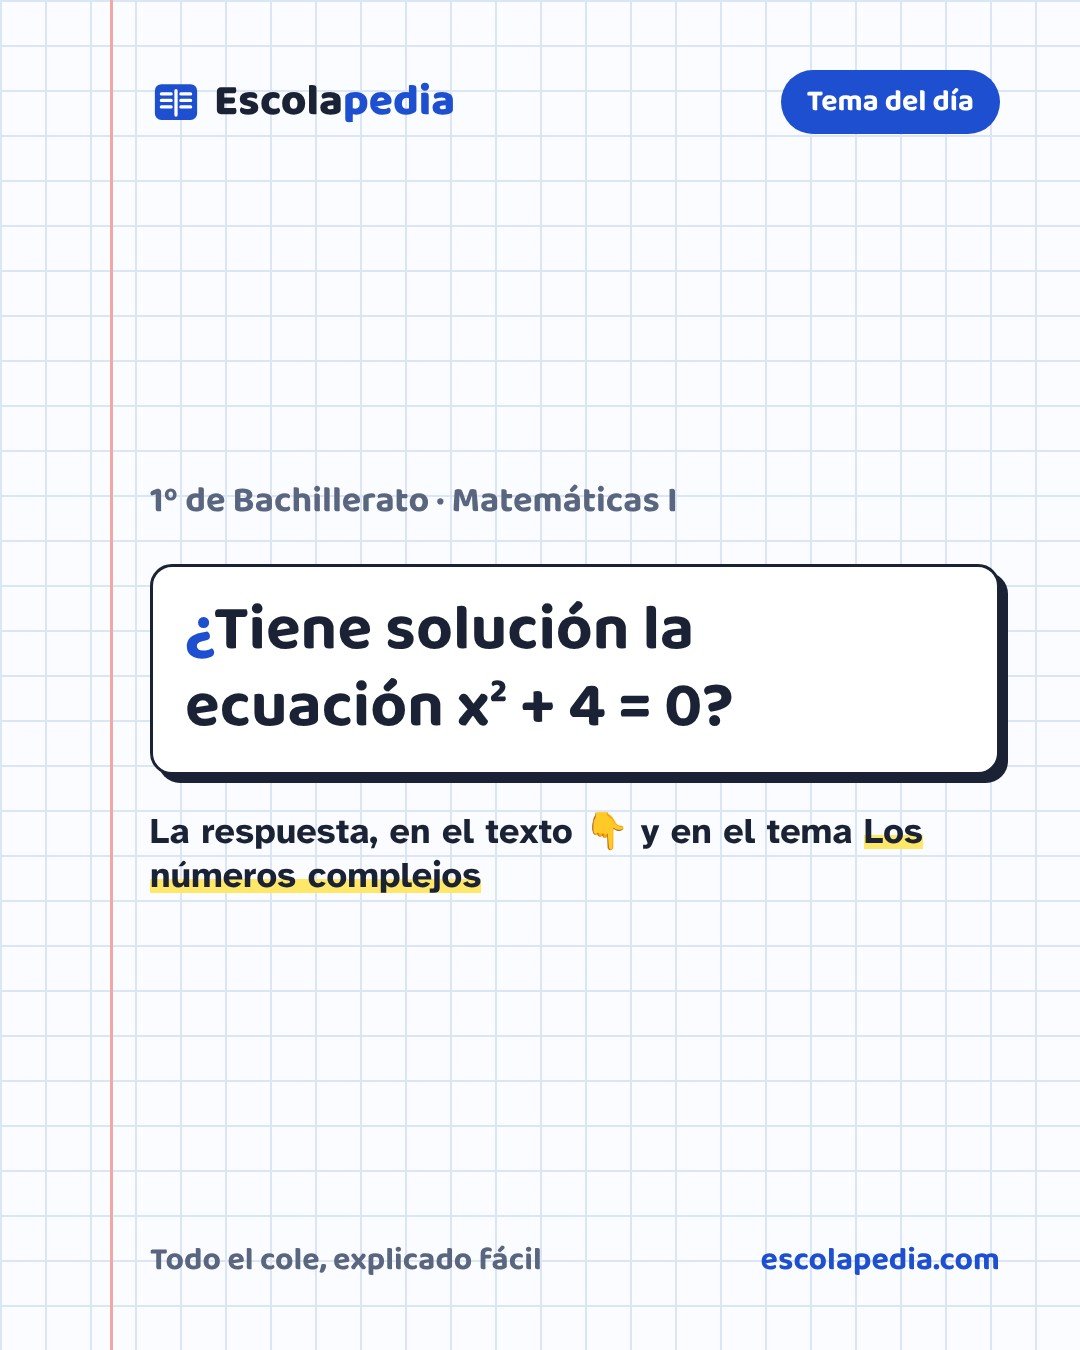 Escolapedia
Tema del día
1º de Bachillerato · Matemáticas I
¿Tiene solución la
ecuación x² + 4 = 0?
La respuesta, en el texto 👇 y en el tema Los
números complejos
Todo el cole, explicado fácil
escolapedia.com